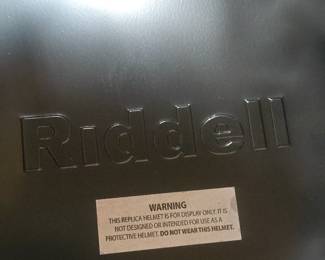 Riddell
WARNING
THIS REPLICA HELMET IS FOR DISPLAY ONLY. IT IS
NOT DESIGNED OR INTENDED FOR USE AS A
PROTECTIVE HELMET. DO NOT WEAR THIS HELMET.